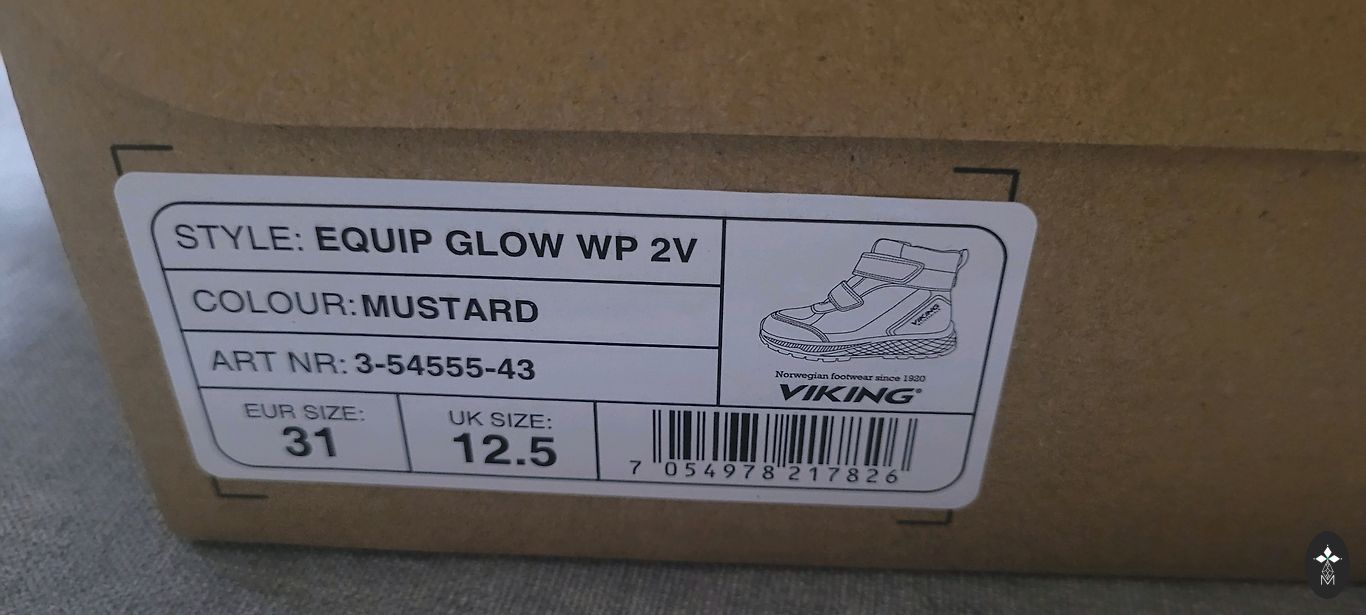 STYLE: EQUIP GLOW WP 2V
COLOUR: MUSTARD
ART NR: 3-54555-43
EUR SIZE:
31
UK SIZE:
12.5
VIKING
Norwegian footwear since 1920
VIKING®
7 054978 217826
M